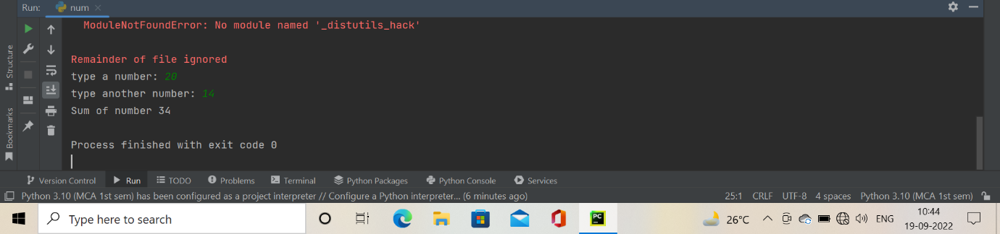 Run: num
ModuleNotFoundError: No module named '_distutils_hack'
Remainder of file ignored
type a number: 20
type another number: 14
Sum of number 34
Process finished with exit code 0
Structure
Bookmarks
Version Control Run TODO Problems Terminal Python Packages Python Console Services
Python 3.10 (MCA 1st sem) has been configured as a project interpreter // Configure a Python interpreter... (6 minutes ago) 25:1 CRLF UTF-8 4 spaces Python 3.10 (MCA 1st sem)
Type here to search 26°C ENG 10:44
19-09-2022